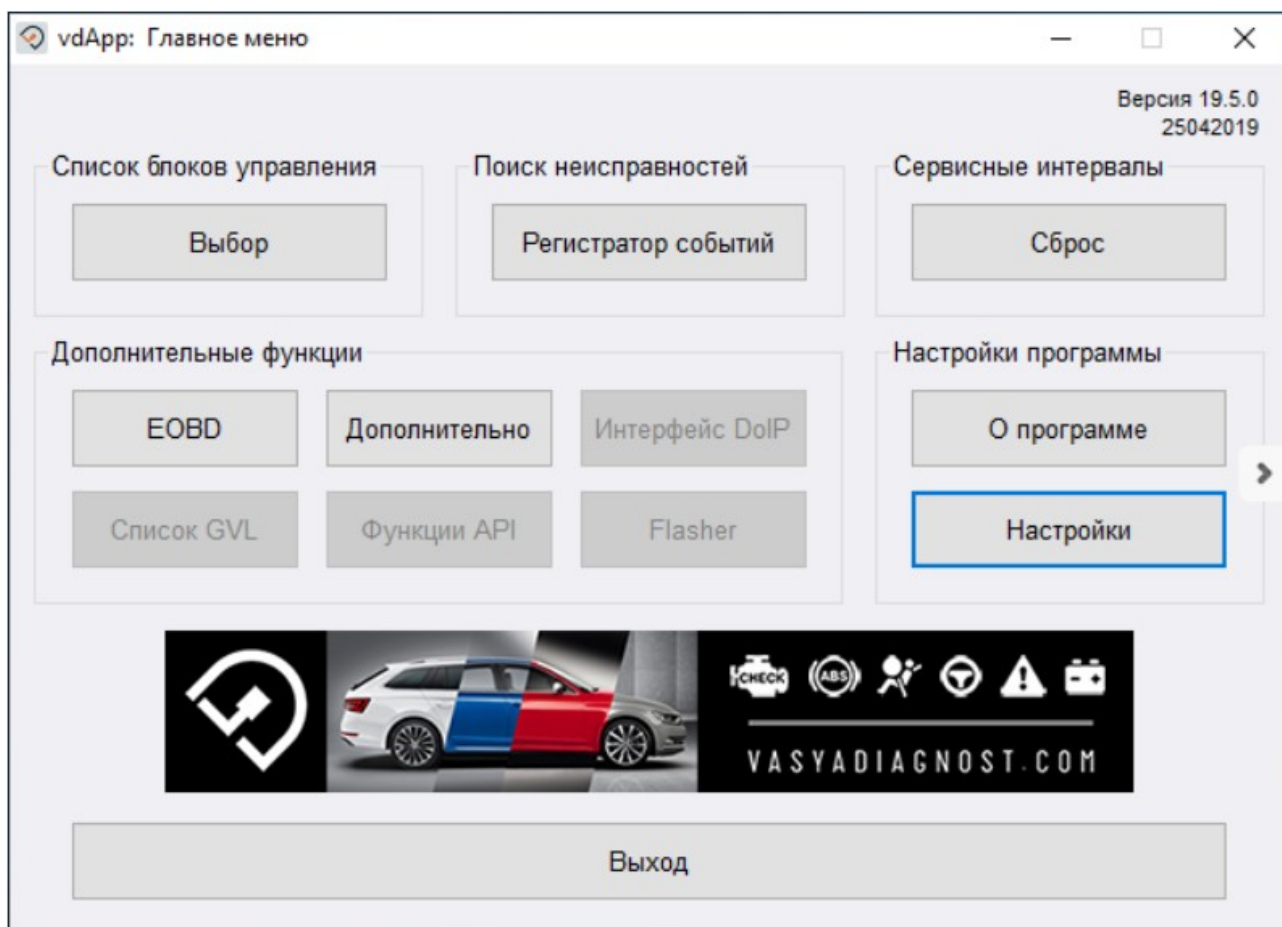 vdApp: Главное меню
Версия 19.5.0
25042019
Список блоков управления
Поиск неисправностей
Сервисные интервалы
Выбор
Регистратор событий
Сброс
Дополнительные функции
Настройки программы
EOBD
Дополнительно
Интерфейс DoIP
О программе
Список GVL
Функции API
Flasher
Настройки
CHECK
ABS
VASYADIAGNOST.COM
Выход